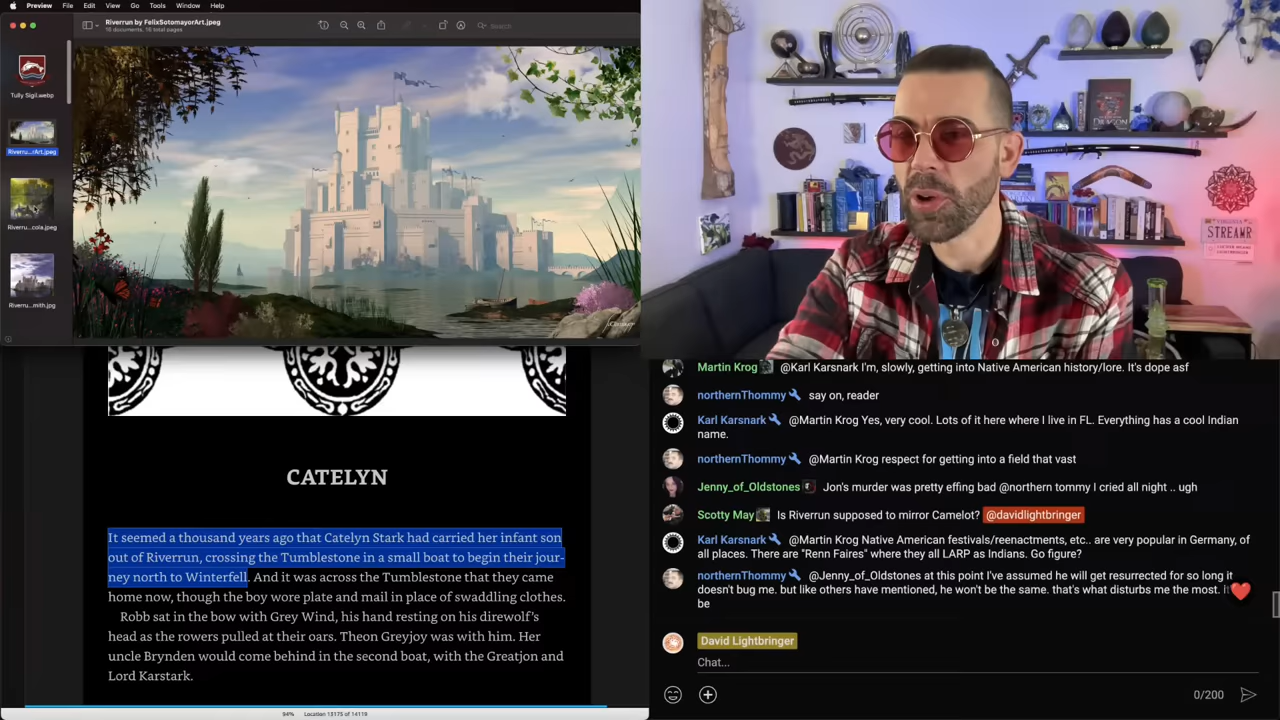 Preview File Edit View Go Tools Window Help
Riverrun by FelixSotomayorArt.jpeg
16 documents, 16 total pages
Search
Tully Sigil.webp
Riverru...rArt.jpeg
Riverru...cola.jpeg
Riverru...mith.jpg
CATELYN
It seemed a thousand years ago that Catelyn Stark had carried her infant son
out of Riverrun, crossing the Tumblestone in a small boat to begin their jour-
ney north to Winterfell. And it was across the Tumblestone that they came
home now, though the boy wore plate and mail in place of swaddling clothes.
Robb sat in the bow with Grey Wind, his hand resting on his direwolf’s
head as the rowers pulled at their oars. Theon Greyjoy was with him. Her
uncle Brynden would come behind in the second boat, with the Greatjon and
Lord Karstark.
94% Location 13175 of 14119
DRAGON
STREAMR
Martin Krog @Karl Karsnark I'm, slowly, getting into Native American history/lore. It's dope asf
northernThommy say on, reader
Karl Karsnark @Martin Krog Yes, very cool. Lots of it here where I live in FL. Everything has a cool Indian
name.
northernThommy @Martin Krog respect for getting into a field that vast
Jenny_of_Oldstones Jon's murder was pretty effing bad @northern tommy I cried all night .. ugh
Scotty May Is Riverrun supposed to mirror Camelot? @davidlightbringer
Karl Karsnark @Martin Krog Native American festivals/reenactments, etc.. are very popular in Germany, of
all places. There are "Renn Faires" where they all LARP as Indians. Go figure?
northernThommy @Jenny_of_Oldstones at this point I've assumed he will get resurrected for so long it
doesn't bug me. but like others have mentioned, he won't be the same. that's what disturbs me the most. it
be
David Lightbringer
Chat...
0/200